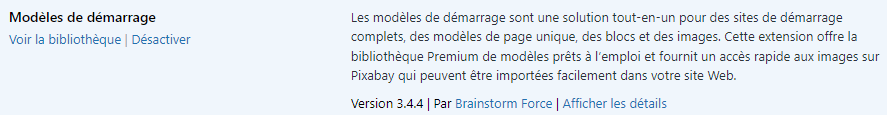 Modèles de démarrage
Voir la bibliothèque | Désactiver
Les modèles de démarrage sont une solution tout-en-un pour des sites de démarrage
complets, des modèles de page unique, des blocs et des images. Cette extension offre la
bibliothèque Premium de modèles prêts à l’emploi et fournit un accès rapide aux images sur
Pixabay qui peuvent être importées facilement dans votre site Web.
Version 3.4.4 | Par Brainstorm Force | Afficher les détails